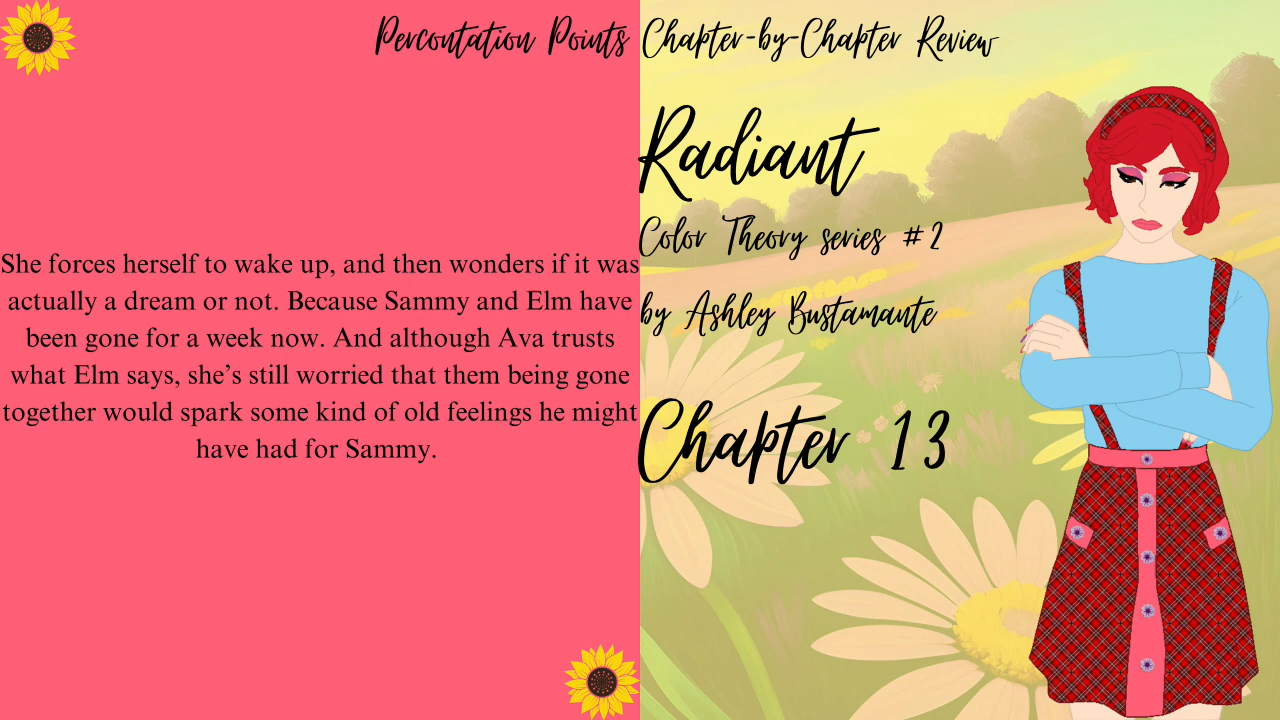 Percontation Points Chapter-by-Chapter Review
She forces herself to wake up, and then wonders if it was
actually a dream or not. Because Sammy and Elm have
been gone for a week now. And although Ava trusts
what Elm says, she’s still worried that them being gone
together would spark some kind of old feelings he might
have had for Sammy.
Radiant
Color Theory series #2
by Ashley Bustamante
Chapter 13